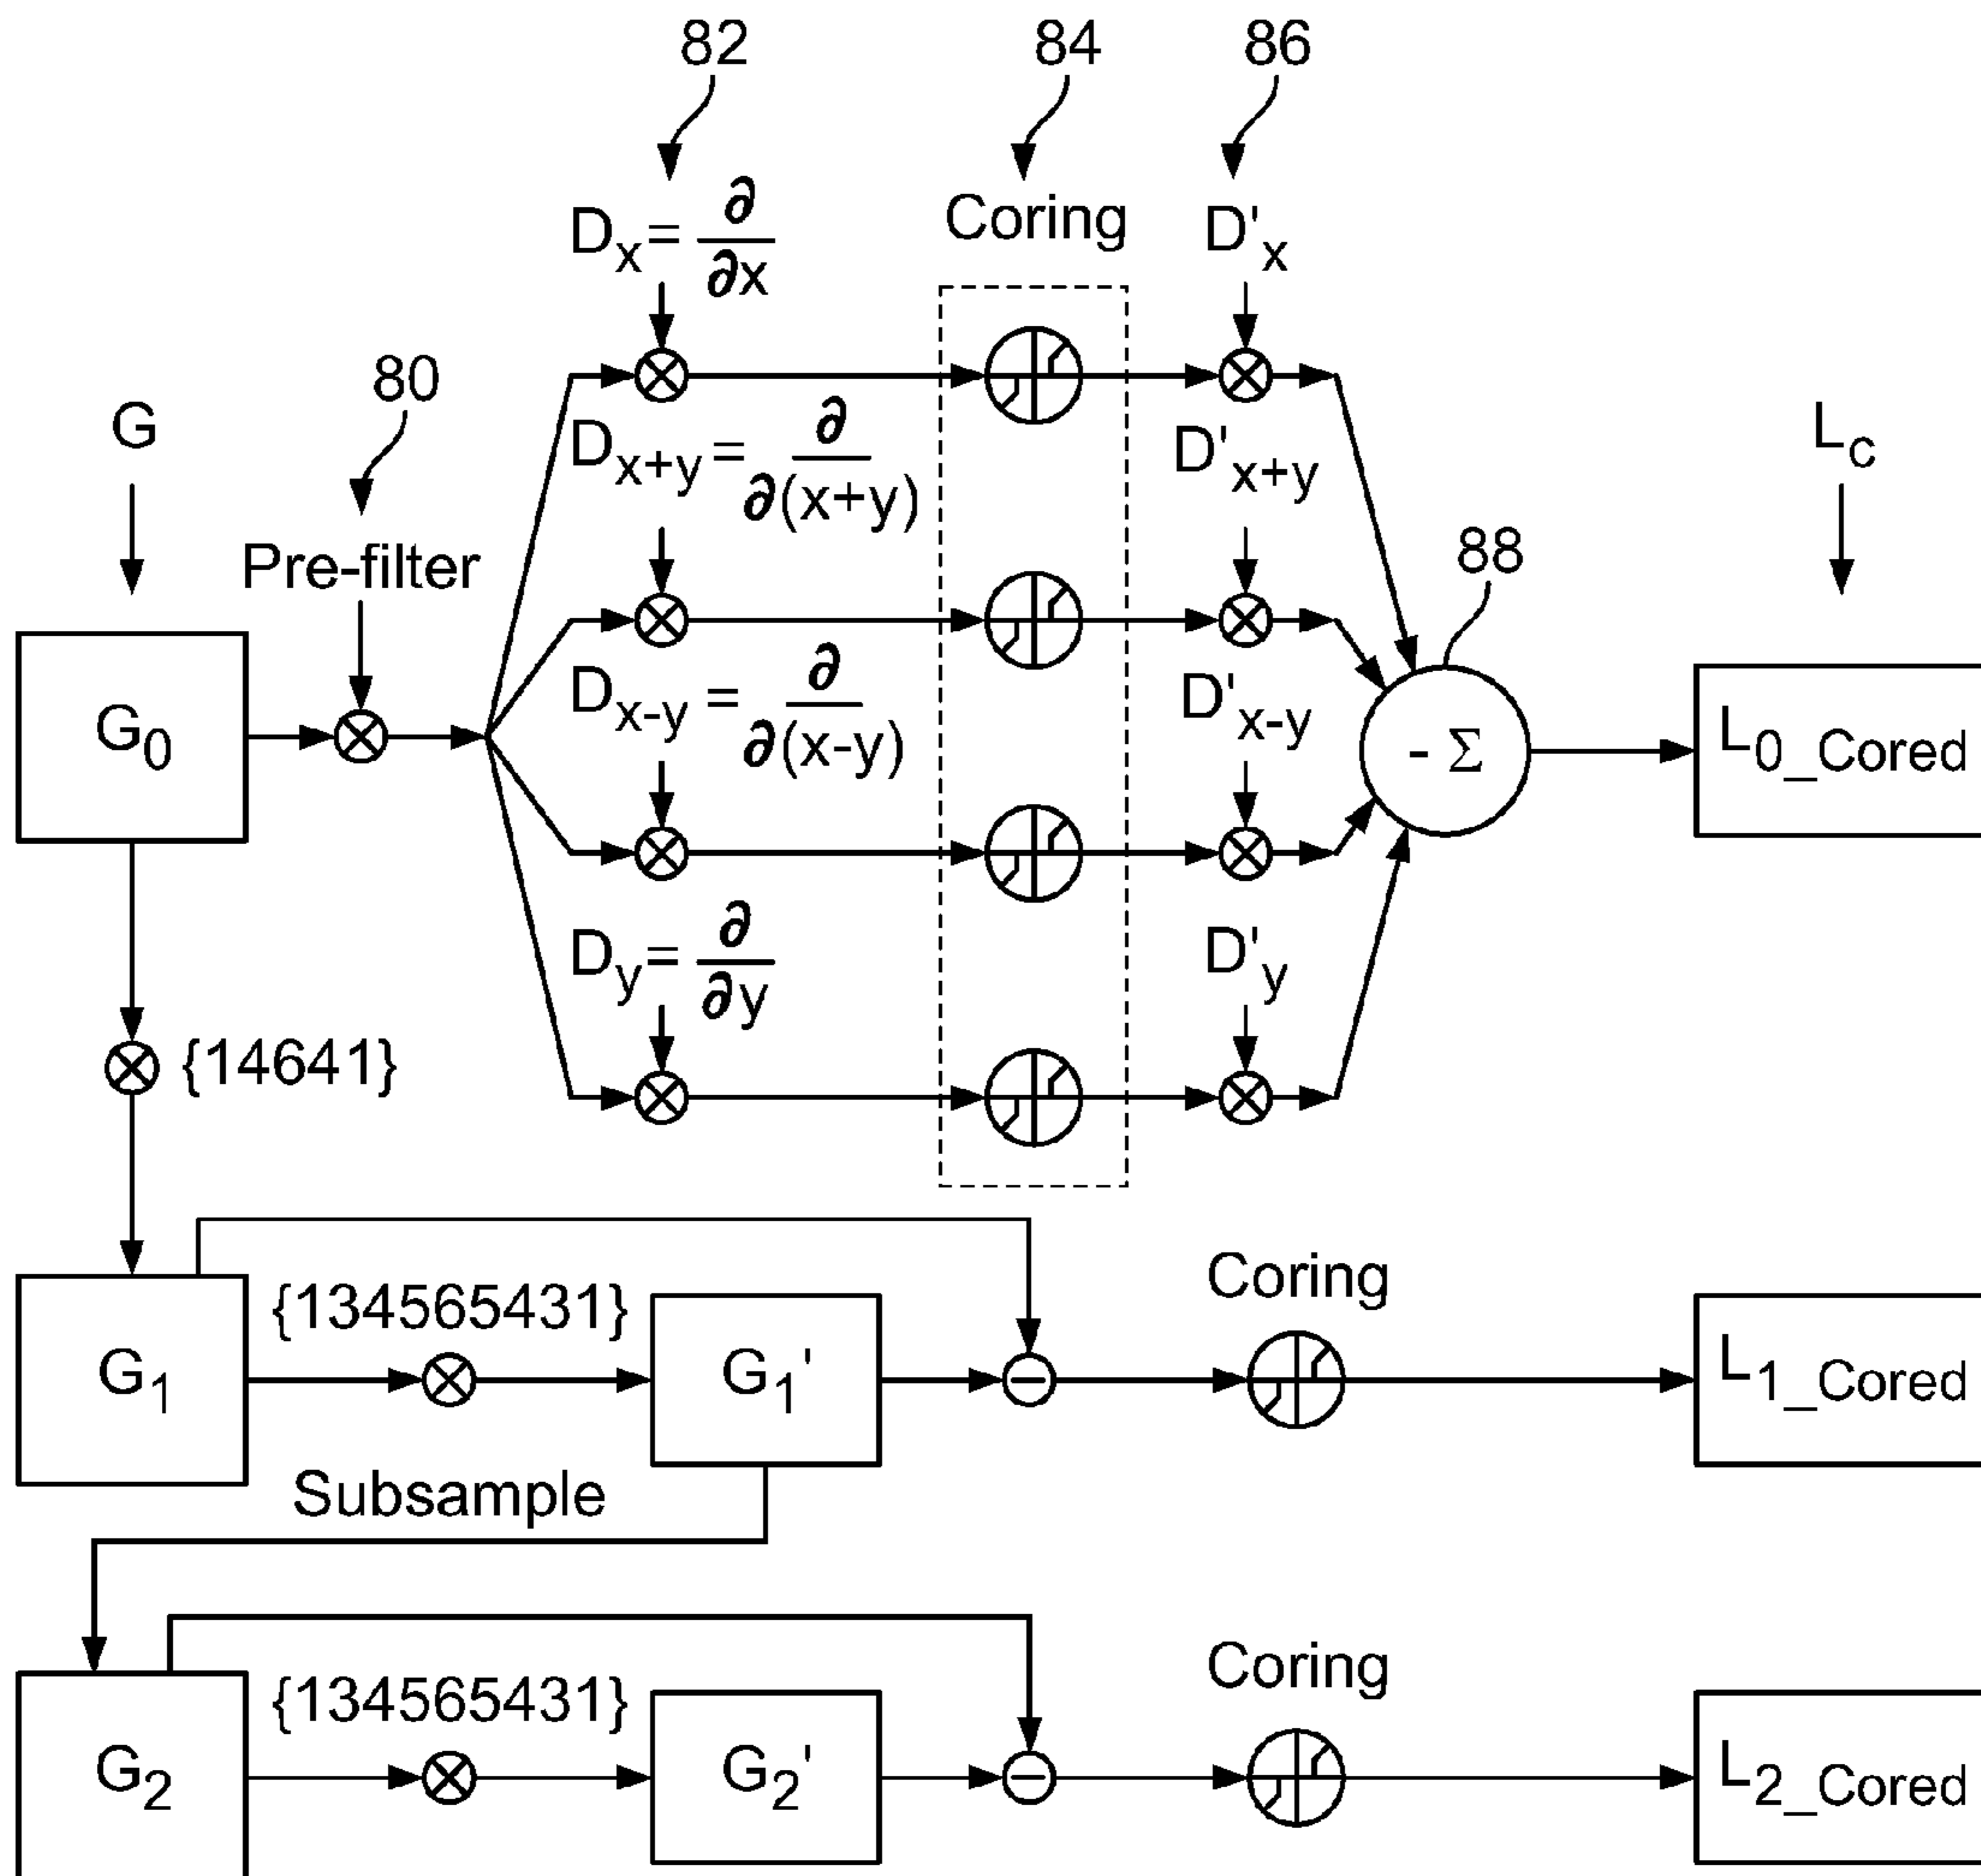 82 84 86
Dx = ∂/∂x Coring D'x
80
G
Dx+y = ∂/∂(x+y) D'x+y
Lc
Pre-filter
88
G0
Dx-y = ∂/∂(x-y) D'x-y
- Σ
L0_Cored
Dy = ∂/∂y D'y
{14641}
{134565431} Coring
G1 G1' L1_Cored
Subsample
{134565431} Coring
G2 G2' L2_Cored